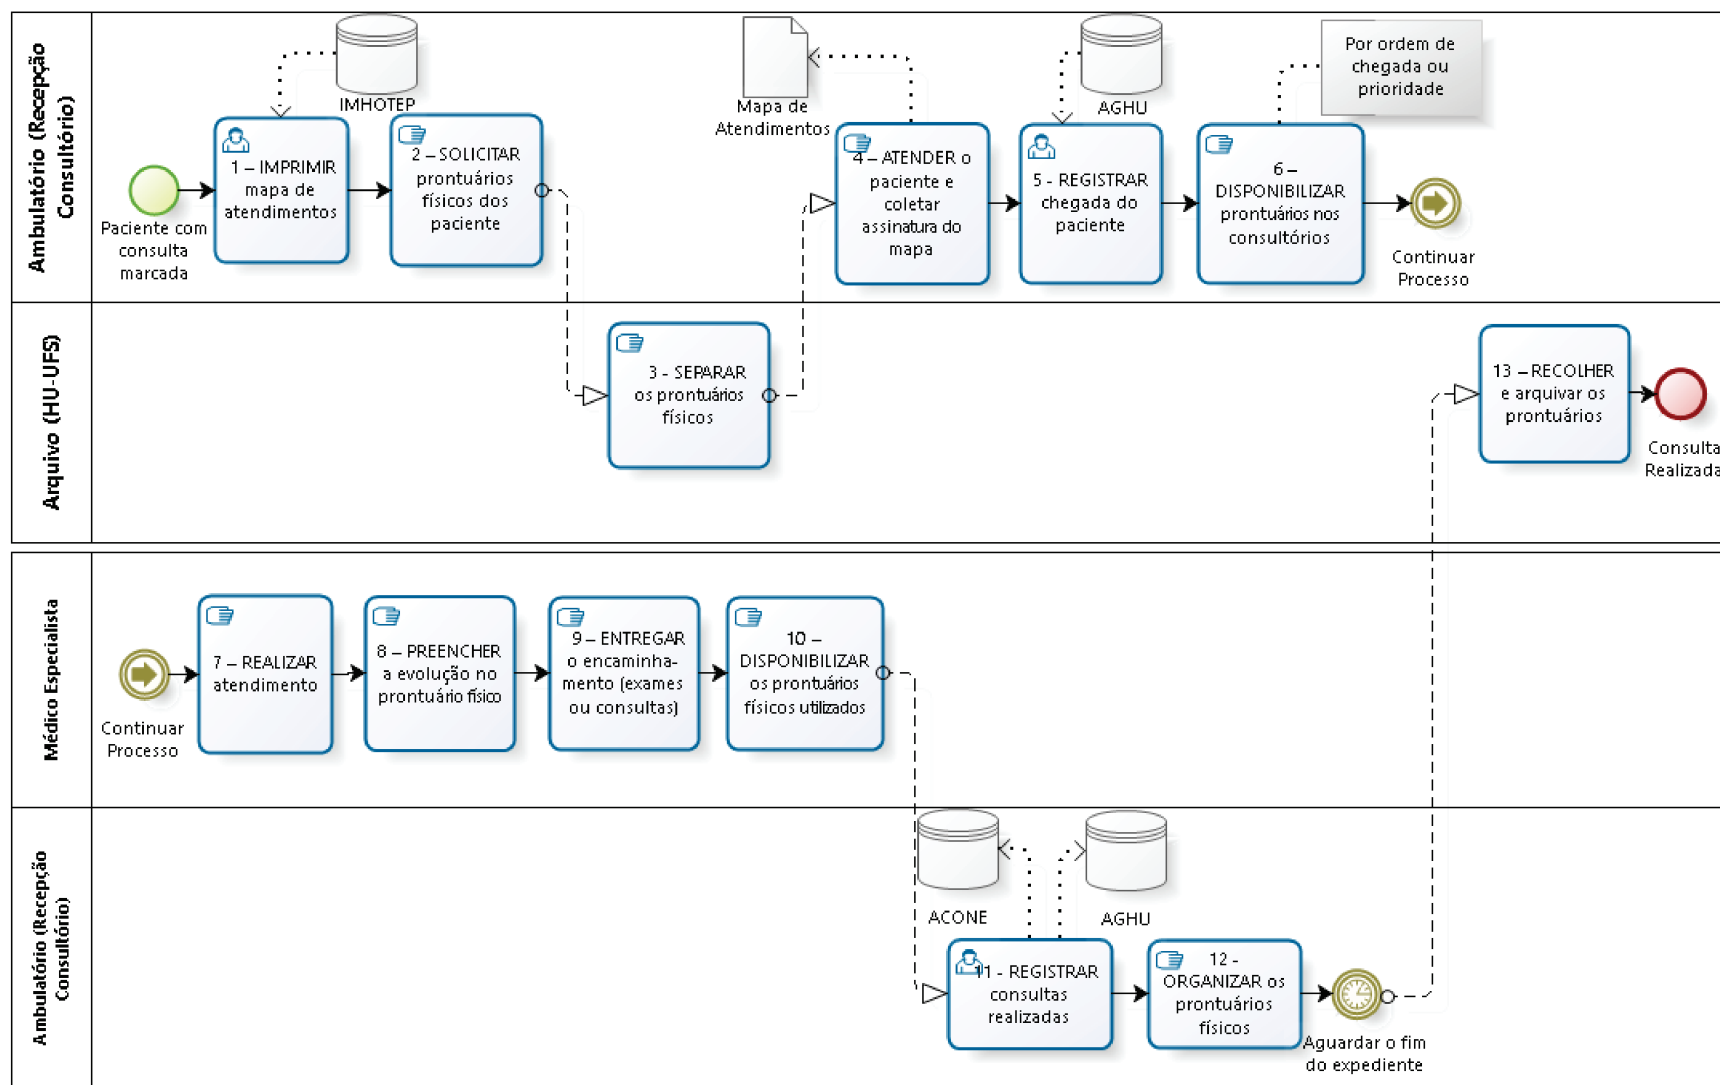 Ambulatório (Recepção
Consultório)
Paciente com
consulta
marcada
IMHOTEP
1 – IMPRIMIR
mapa de
atendimentos
2 – SOLICITAR
prontuários
físicos dos
paciente
Mapa de
Atendimentos
4 – ATENDER o
paciente e
coletar
assinatura do
mapa
AGHU
5 - REGISTRAR
chegada do
paciente
6 –
DISPONIBILIZAR
prontuários nos
consultórios
Por ordem de
chegada ou
prioridade
Continuar
Processo
Arquivo (HU-UFS)
3 - SEPARAR
os prontuários
físicos
13 – RECOLHER
e arquivar os
prontuários
Consulta
Realizada
Médico Especialista
Continuar
Processo
7 – REALIZAR
atendimento
8 – PREENCHER
a evolução no
prontuário físico
9 – ENTREGAR
o encaminha-
mento (exames
ou consultas)
10 –
DISPONIBILIZAR
os prontuários
físicos utilizados
Ambulatório (Recepção
Consultório)
ACONE
AGHU
11 - REGISTRAR
consultas
realizadas
12 -
ORGANIZAR os
prontuários
físicos
Aguardar o fim
do expediente